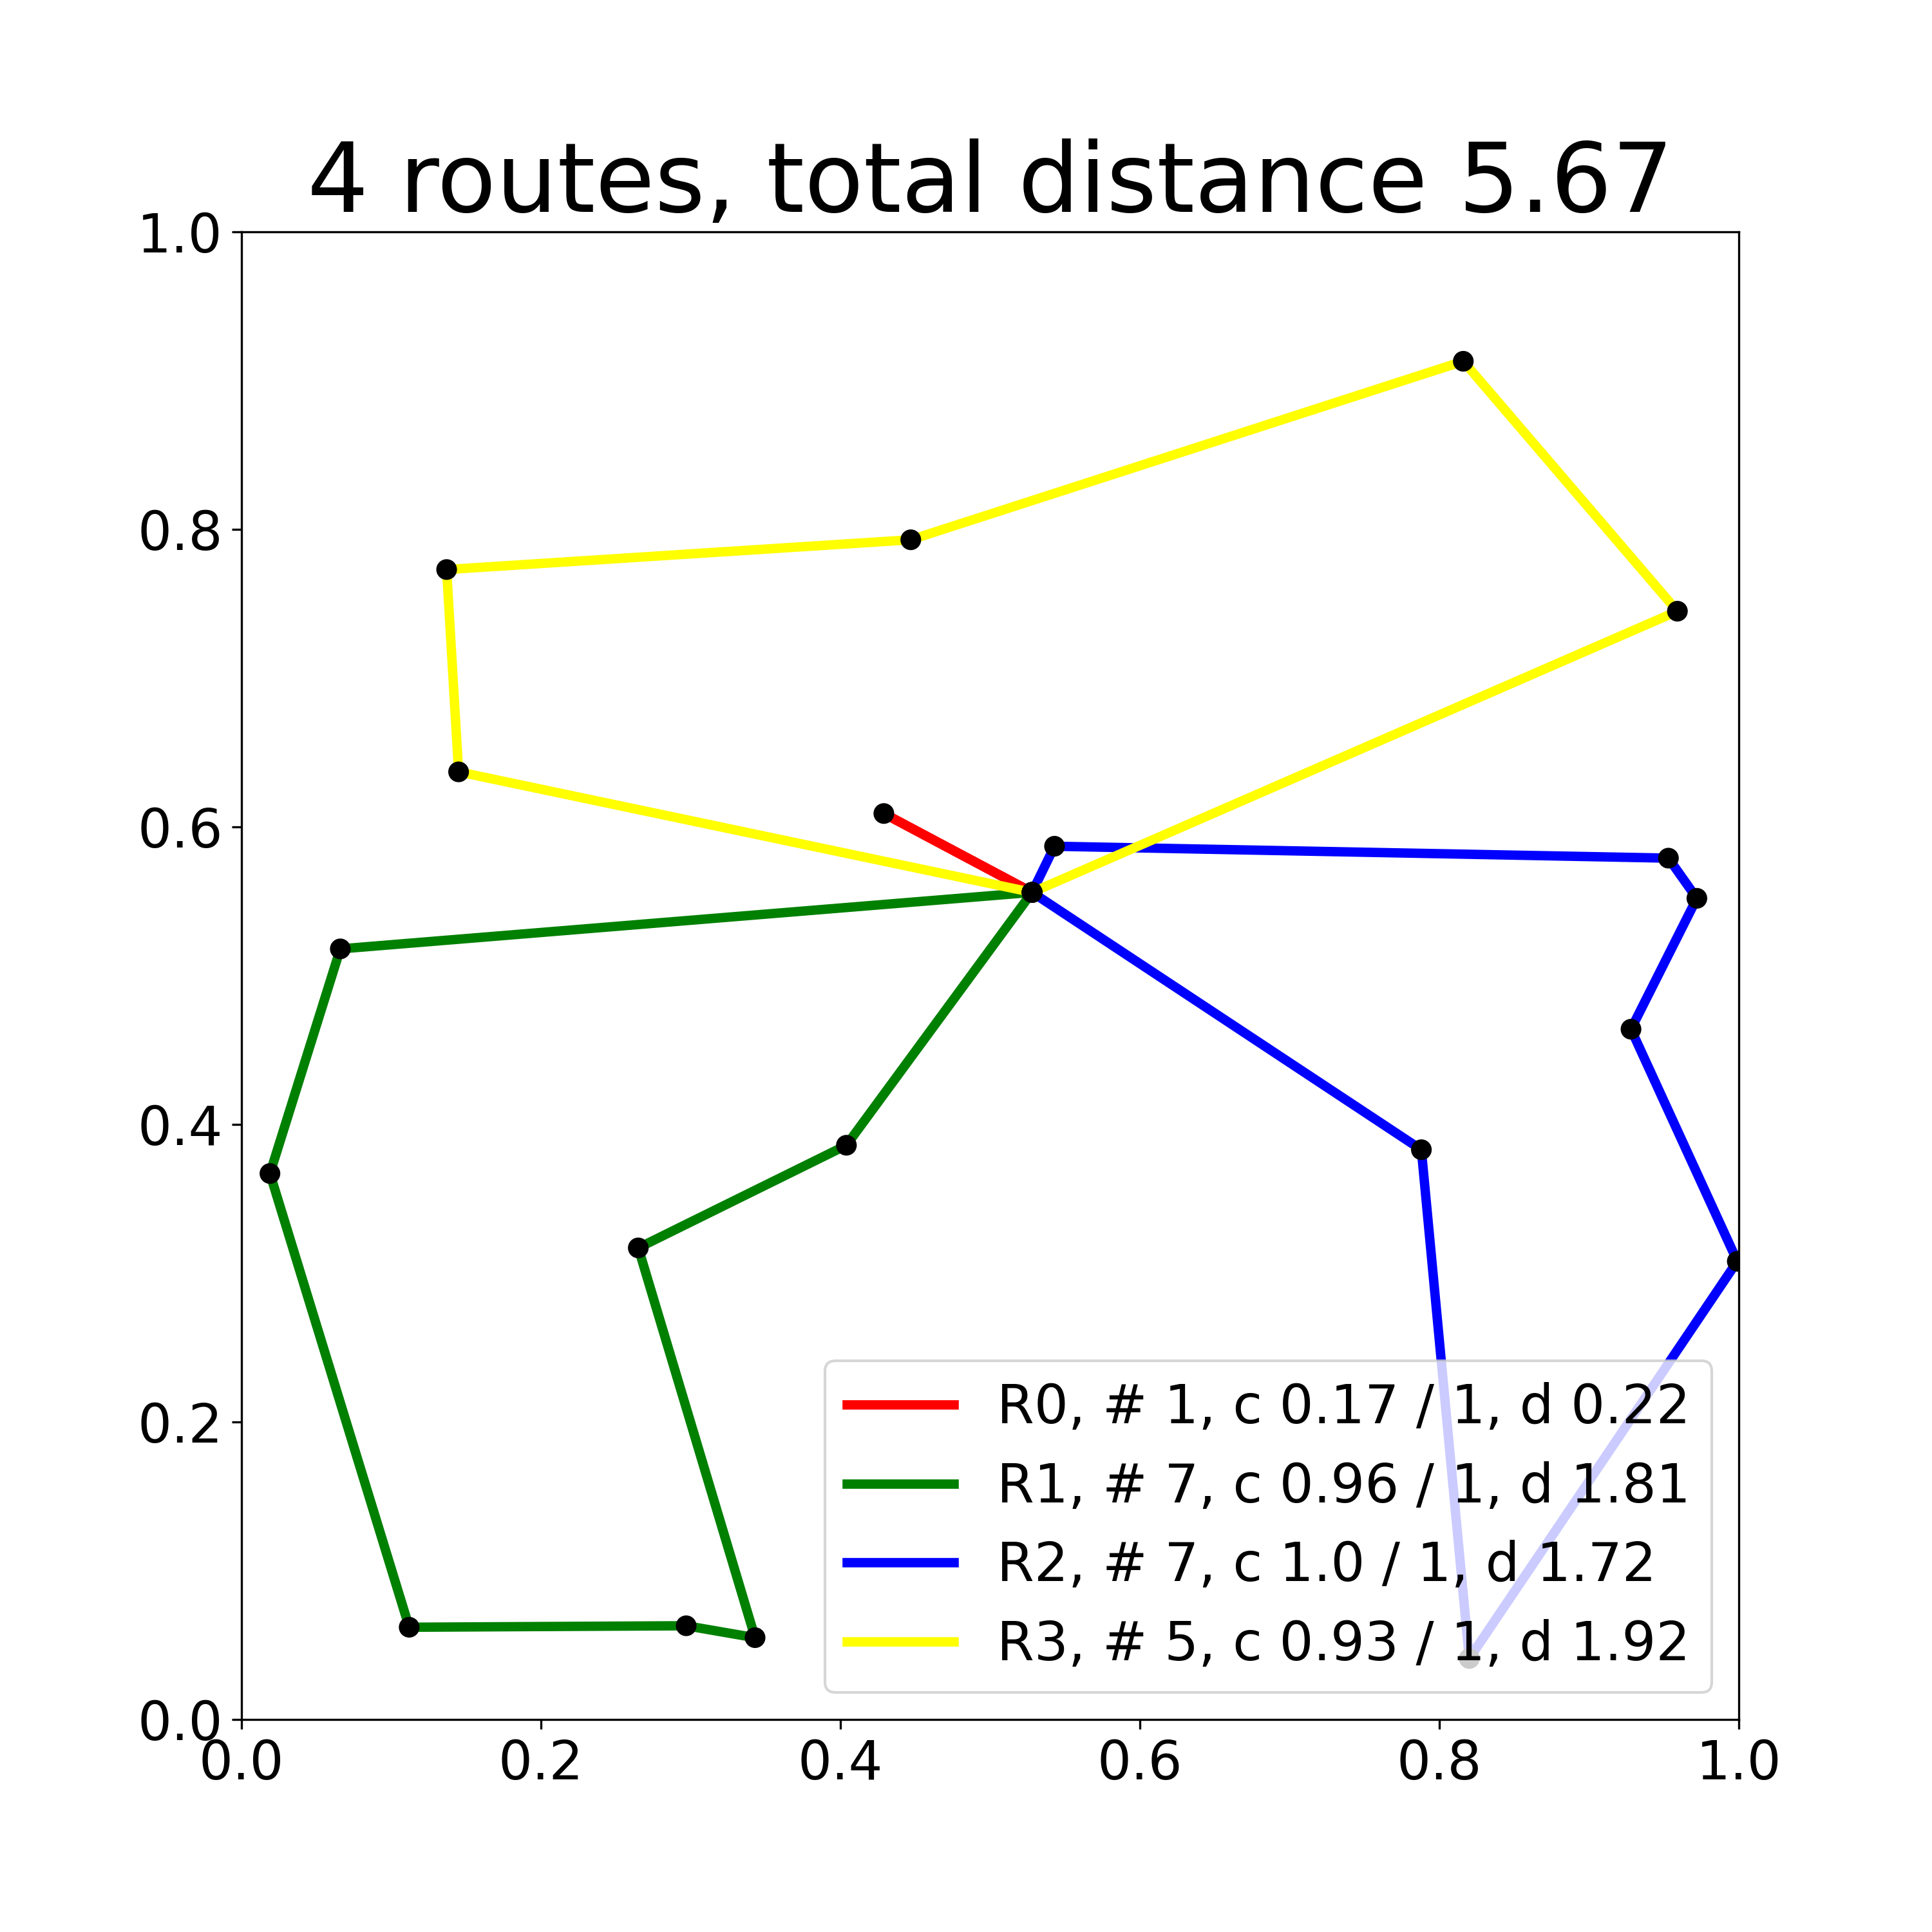 4 routes, total distance 5.67
1.0
0.8
0.6
0.4
0.2
0.0
0.0 0.2 0.4 0.6 0.8 1.0
R0, # 1, c 0.17 / 1, d 0.22
R1, # 7, c 0.96 / 1, d 1.81
R2, # 7, c 1.0 / 1, d 1.72
R3, # 5, c 0.93 / 1, d 1.92